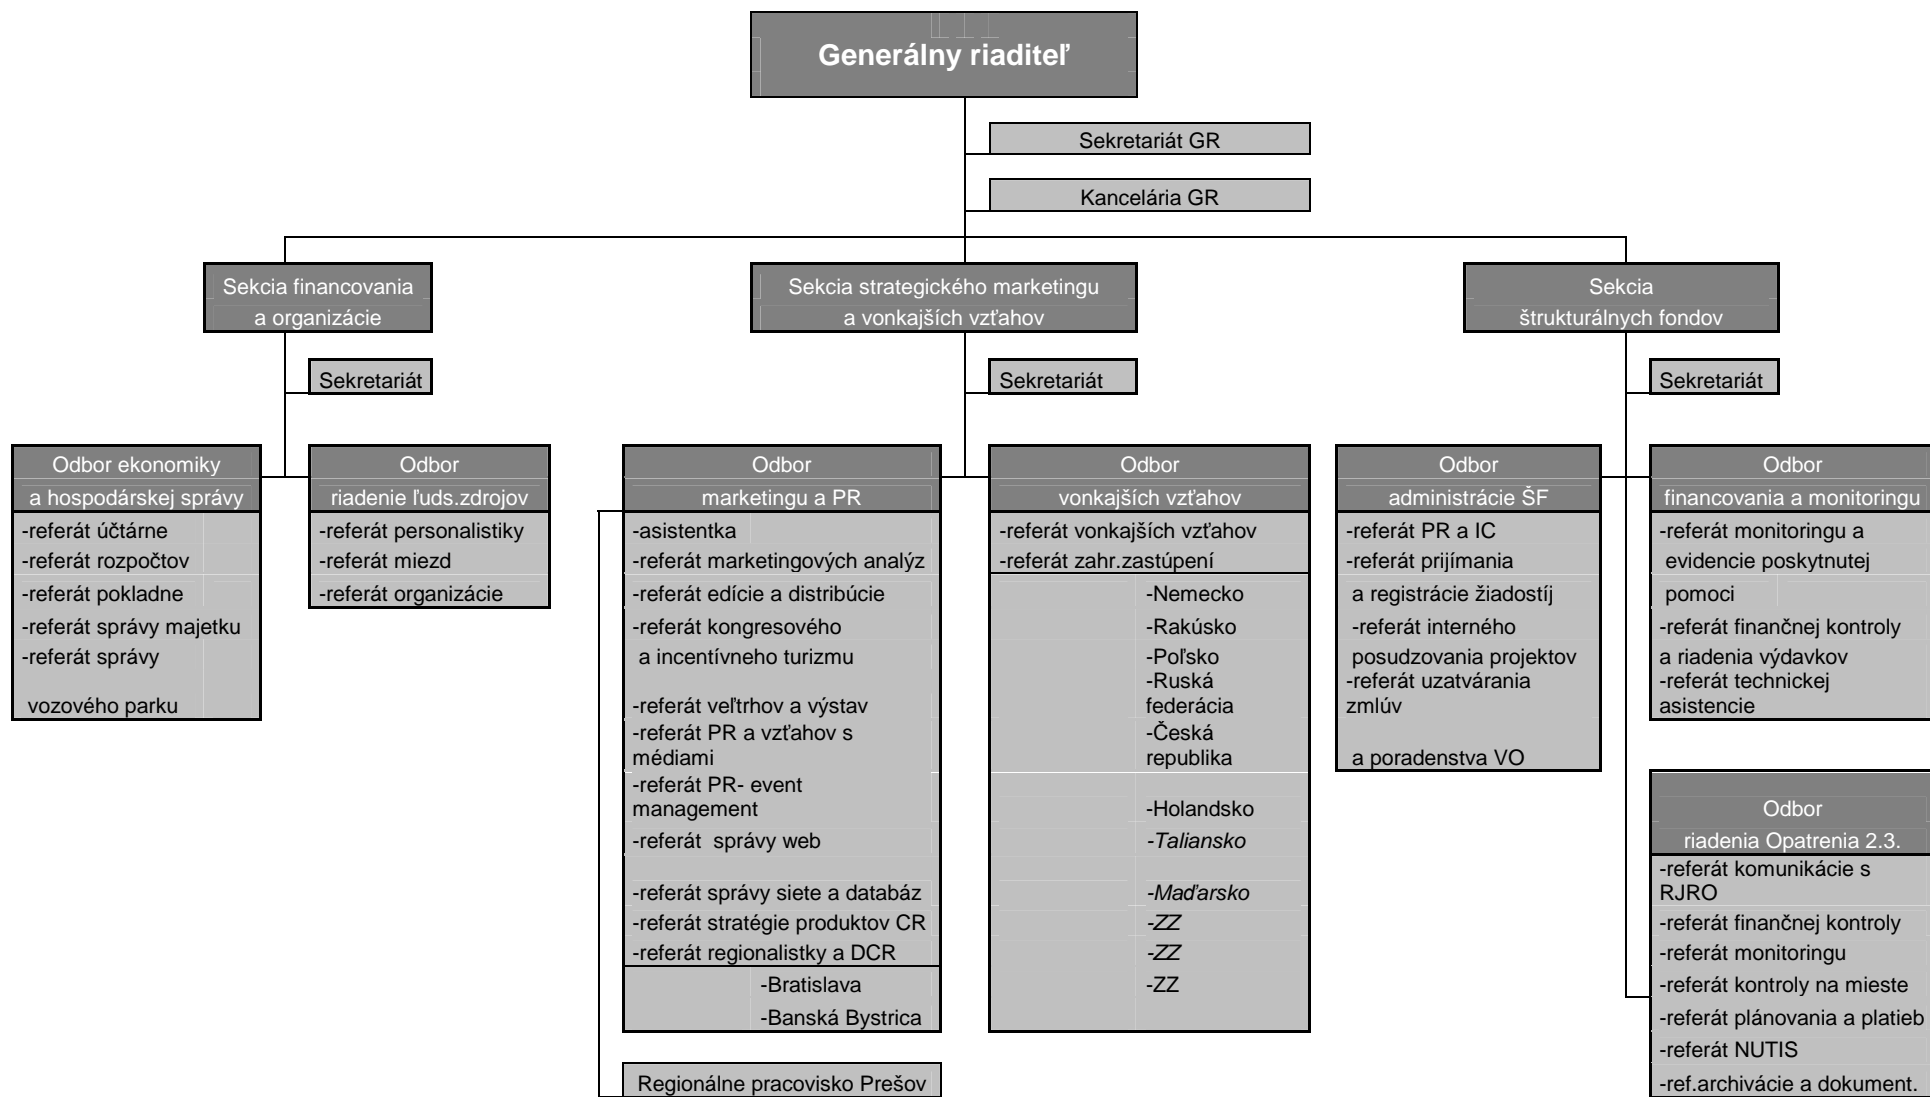 Generálny riaditeľ
Sekretariát GR
Kancelária GR
Sekcia financovania
a organizácie
Sekretariát
Odbor ekonomiky
a hospodárskej správy
-referát účtárne
-referát rozpočtov
-referát pokladne
-referát správy majetku
-referát správy
vozového parku
Odbor
riadenie ľuds.zdrojov
-referát personalistiky
-referát miezd
-referát organizácie
Sekcia strategického marketingu
a vonkajších vzťahov
Sekretariát
Odbor
marketingu a PR
-asistentka
-referát marketingových analýz
-referát edície a distribúcie
-referát kongresového
a incentívneho turizmu
-referát veľtrhov a výstav
-referát PR a vzťahov s
médiami
-referát PR- event
management
-referát  správy web
-referát správy siete a databáz
-referát stratégie produktov CR
-referát regionalistky a DCR
-Bratislava
-Banská Bystrica
Regionálne pracovisko Prešov
Odbor
vonkajších vzťahov
-referát vonkajších vzťahov
-referát zahr.zastúpení
-Nemecko
-Rakúsko
-Poľsko
-Ruská
federácia
-Česká
republika
-Holandsko
-Taliansko
-Maďarsko
-ZZ
-ZZ
-ZZ
Sekcia
štrukturálnych fondov
Sekretariát
Odbor
administrácie ŠF
-referát PR a IC
-referát prijímania
a registrácie žiadostíj
-referát interného
posudzovania projektov
-referát uzatvárania
zmlúv
a poradenstva VO
Odbor
financovania a monitoringu
-referát monitoringu a
evidencie poskytnutej
pomoci
-referát finančnej kontroly
a riadenia výdavkov
-referát technickej
asistencie
Odbor
riadenia Opatrenia 2.3.
-referát komunikácie s
RJRO
-referát finančnej kontroly
-referát monitoringu
-referát kontroly na mieste
-referát plánovania a platieb
-referát NUTIS
-ref.archivácie a dokument.